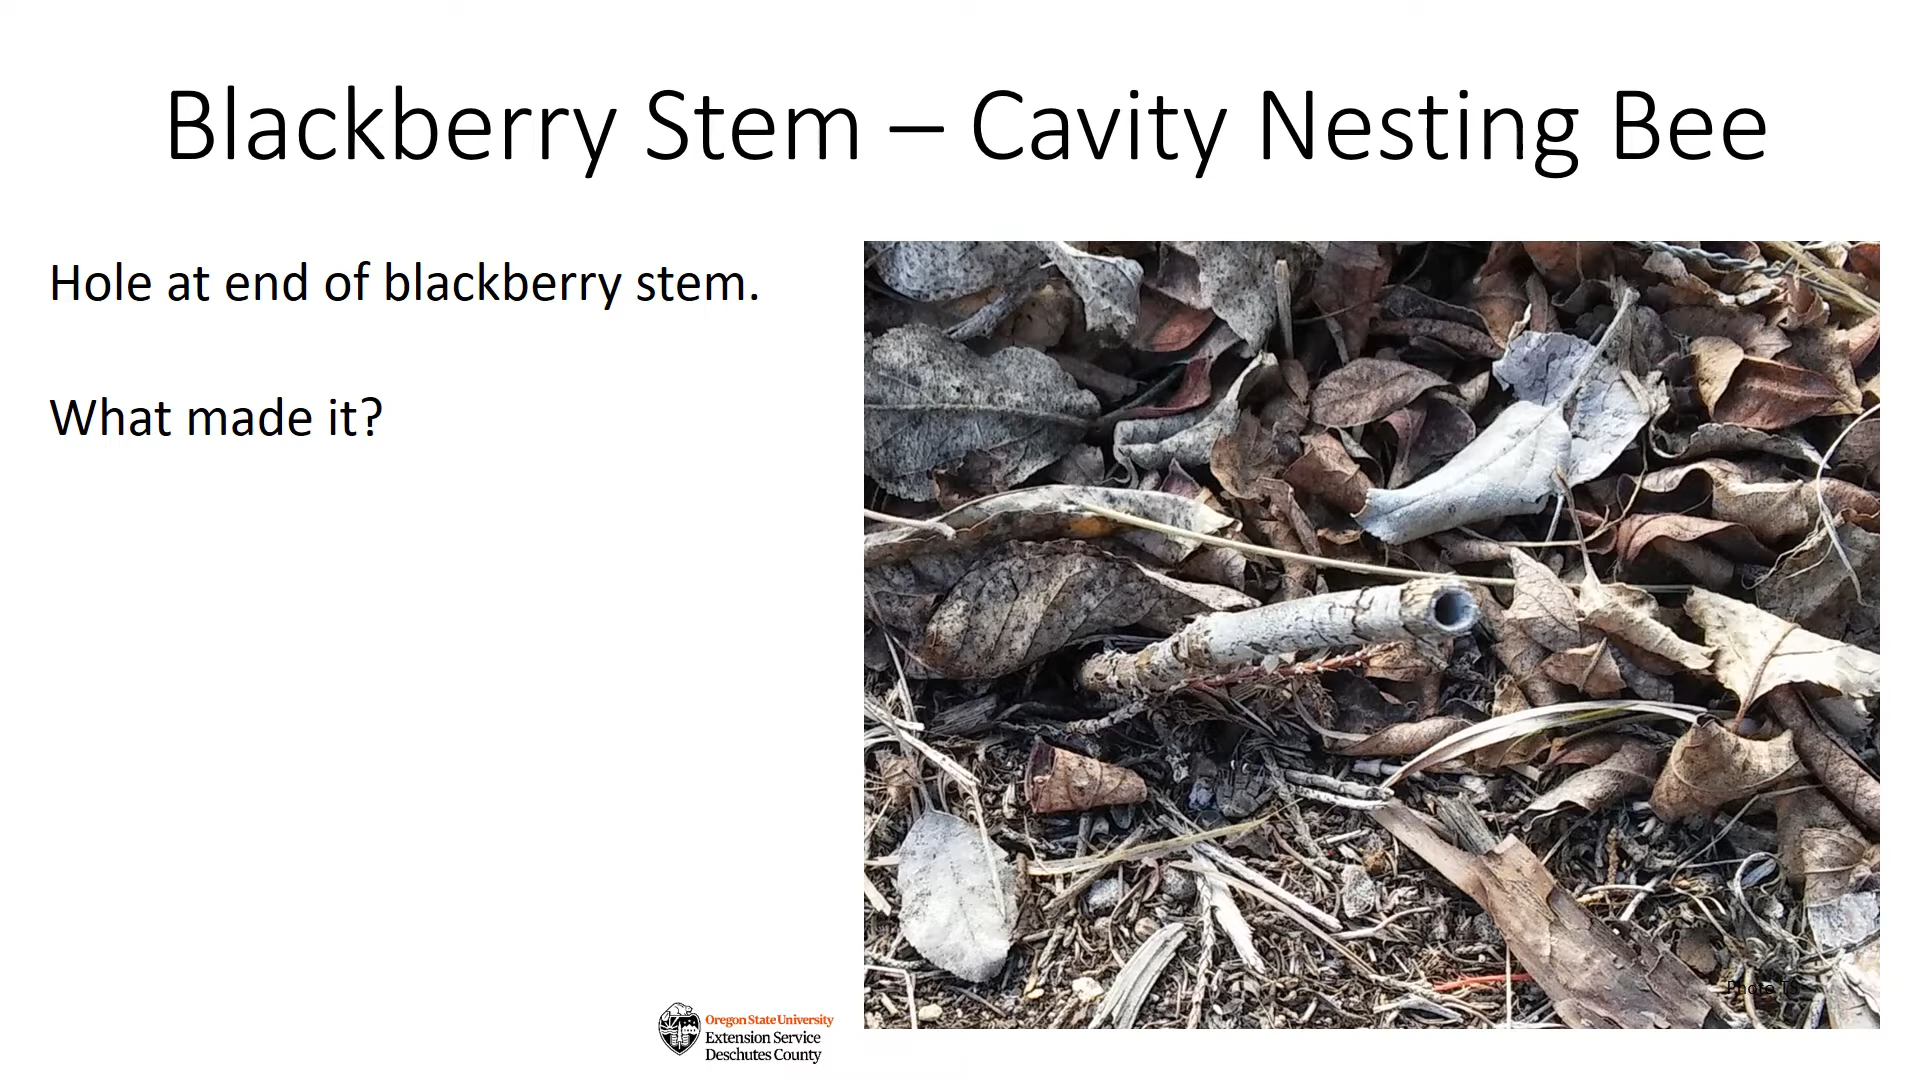 Blackberry Stem – Cavity Nesting Bee
Hole at end of blackberry stem.
What made it?
Oregon State University
Extension Service
Deschutes County
Photo